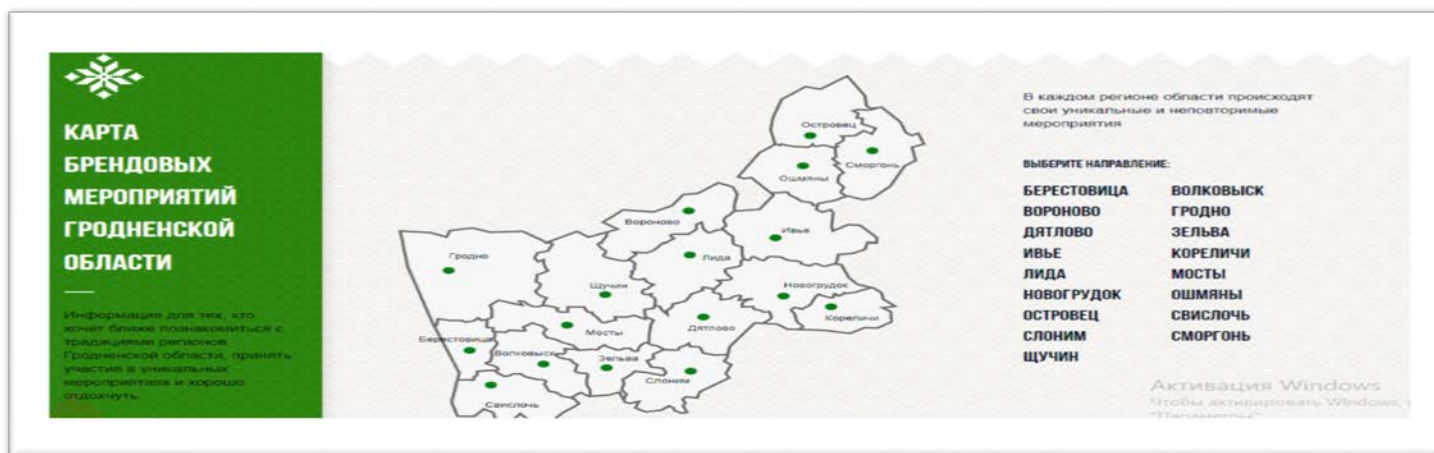 КАРТА
БРЕНДОВЫХ
МЕРОПРИЯТИЙ
ГРОДНЕНСКОЙ
ОБЛАСТИ
Информация для тех, кто
хочет ближе познакомиться с
традициями регионов
Гродненской области, принять
участие в уникальных
мероприятиях и хорошо
отдохнуть
Островец
Сморгонь
Ошмяны
Вороново
Ивье
Гродно
Лида
Щучин
Новогрудок
Кореличи
Мосты
Дятлово
Берестовица
Волковыск
Зельва
Слоним
Свислочь
В каждом регионе области происходят
свои уникальные и неповторимые
мероприятия
ВЫБЕРИТЕ НАПРАВЛЕНИЕ:
БЕРЕСТОВИЦА ВОЛКОВЫСК
ВОРОНОВО ГРОДНО
ДЯТЛОВО ЗЕЛЬВА
ИВЬЕ КОРЕЛИЧИ
ЛИДА МОСТЫ
НОВОГРУДОК ОШМЯНЫ
ОСТРОВЕЦ СВИСЛОЧЬ
СЛОНИМ СМОРГОНЬ
ЩУЧИН
Активация Windows
Чтобы активировать Windows,
"Параметры"